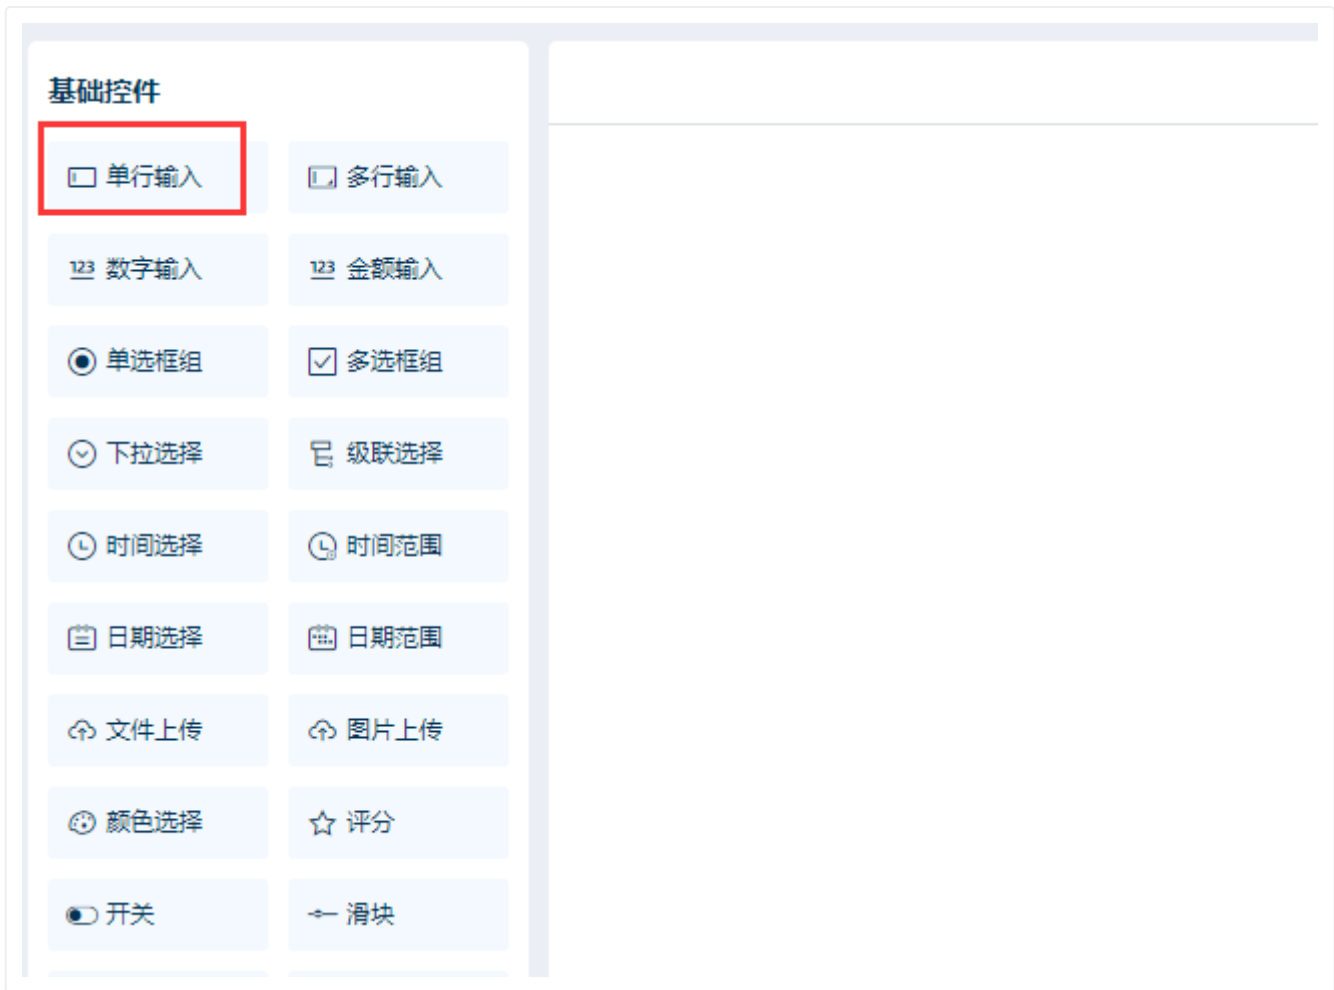 基础控件
单行输入 多行输入
123 数字输入 123 金额输入
单选框组 多选框组
下拉选择 级联选择
时间选择 时间范围
日期选择 日期范围
文件上传 图片上传
颜色选择 评分
开关 滑块